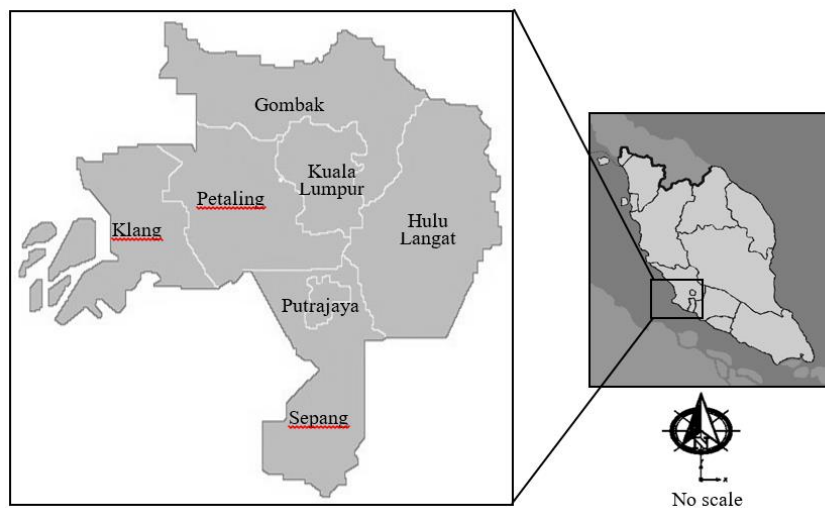 Gombak
Kuala
Lumpur
Petaling
Klang
Hulu
Langat
Putrajaya
Sepang
N
No scale